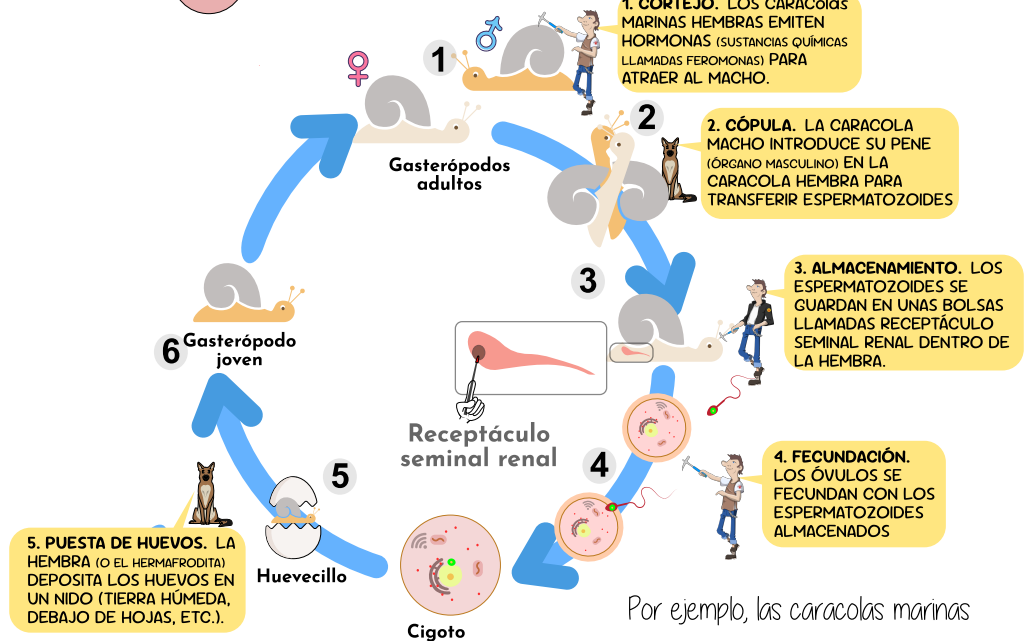 1. CORTEJO. LOS CARACOLAS
MARINAS HEMBRAS EMITEN
HORMONAS (SUSTANCIAS QUÍMICAS
LLAMADAS FEROMONAS) PARA
ATRAER AL MACHO.
1
2
2. CÓPULA. LA CARACOLA
MACHO INTRODUCE SU PENE
(ÓRGANO MASCULINO) EN LA
CARACOLA HEMBRA PARA
TRANSFERIR ESPERMATOZOIDES
Gasterópodos
adultos
3
3. ALMACENAMIENTO. LOS
ESPERMATOZOIDES SE
GUARDAN EN UNAS BOLSAS
LLAMADAS RECEPTÁCULO
SEMINAL RENAL DENTRO DE
LA HEMBRA.
6
Gasterópodo
joven
Receptáculo
seminal renal
4
4. FECUNDACIÓN.
LOS ÓVULOS SE
FECUNDAN CON LOS
ESPERMATOZOIDES
ALMACENADOS
5
5. PUESTA DE HUEVOS. LA
HEMBRA (O EL HERMAFRODITA)
DEPOSITA LOS HUEVOS EN
UN NIDO (TIERRA HÚMEDA,
DEBAJO DE HOJAS, ETC.).
Huevecillo
Cigoto
Por ejemplo, las caracolas marinas